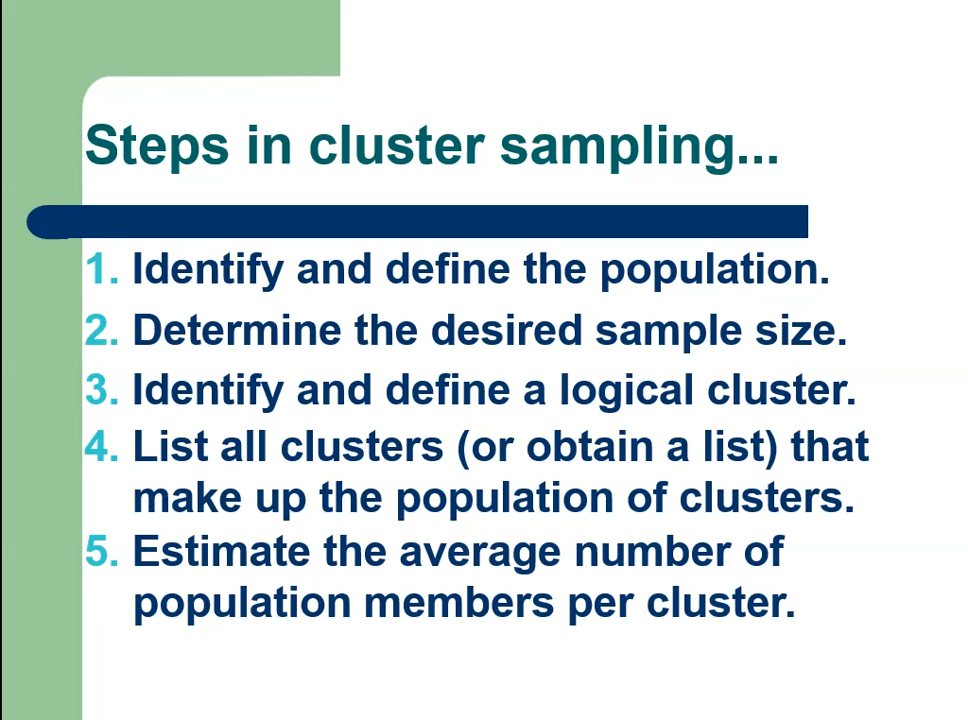 Steps in cluster sampling...
1. Identify and define the population.
2. Determine the desired sample size.
3. Identify and define a logical cluster.
4. List all clusters (or obtain a list) that
make up the population of clusters.
5. Estimate the average number of
population members per cluster.